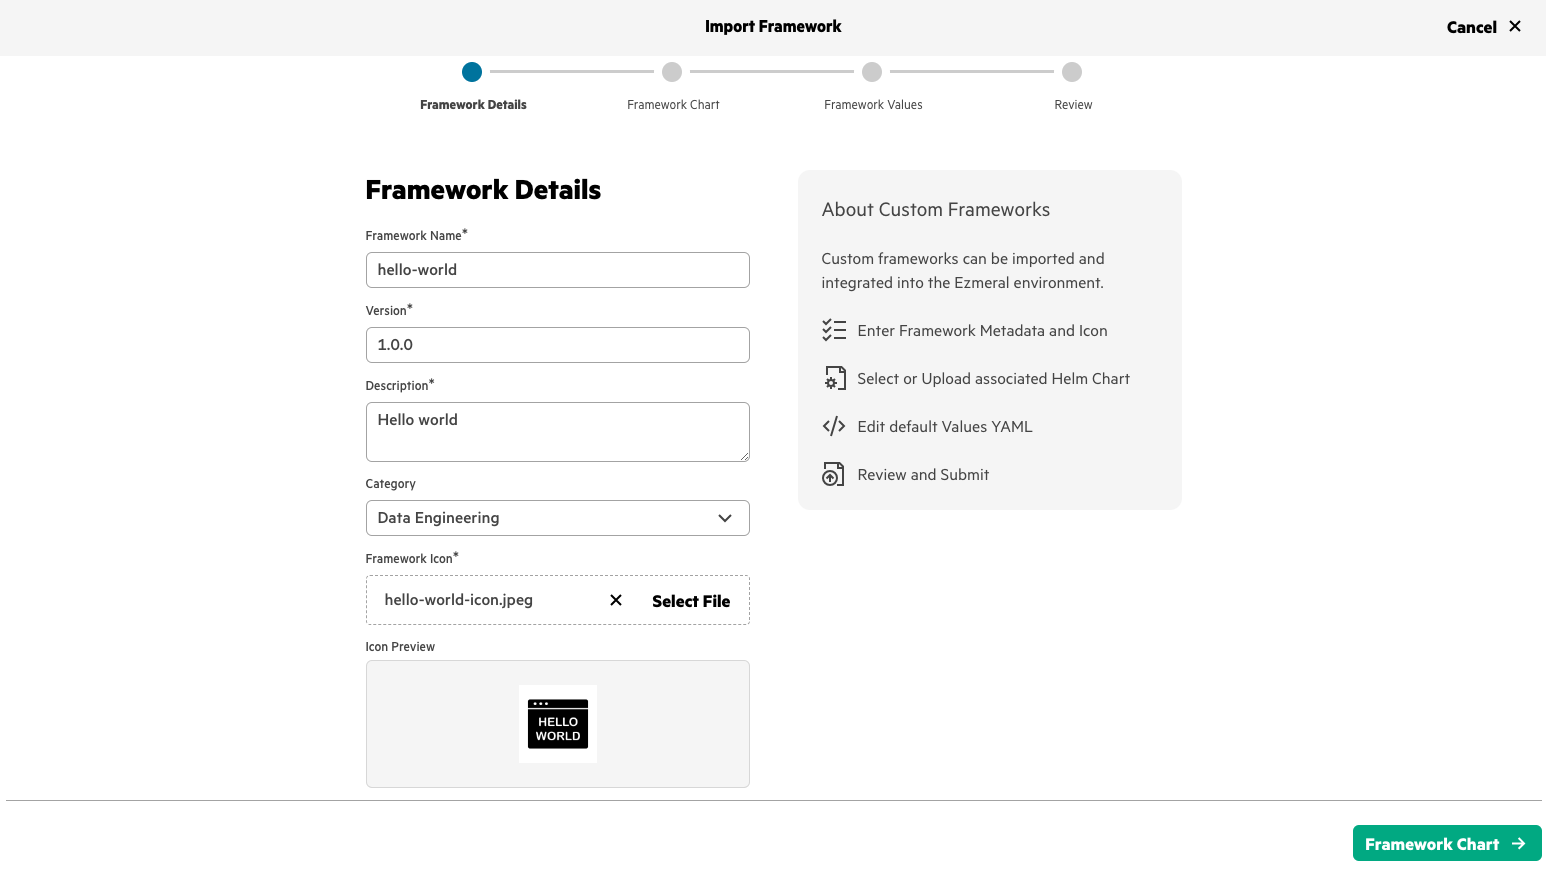 Import Framework
Cancel
Framework Details
Framework Chart
Framework Values
Review
Framework Details
Framework Name*
hello-world
Version*
1.0.0
Description*
Hello world
Category
Data Engineering
Framework Icon*
hello-world-icon.jpeg
Select File
Icon Preview
HELLO
WORLD
About Custom Frameworks
Custom frameworks can be imported and
integrated into the Ezmeral environment.
Enter Framework Metadata and Icon
Select or Upload associated Helm Chart
Edit default Values YAML
Review and Submit
Framework Chart